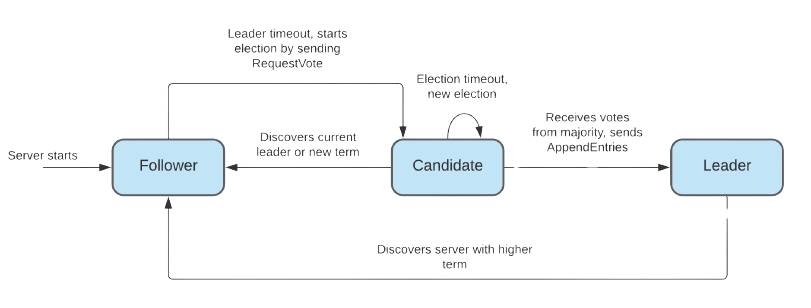 Leader timeout, starts
election by sending
RequestVote
Election timeout,
new election
Receives votes
from majority, sends
AppendEntries
Discovers current
leader or new term
Server starts
Follower
Candidate
Leader
Discovers server with higher
term